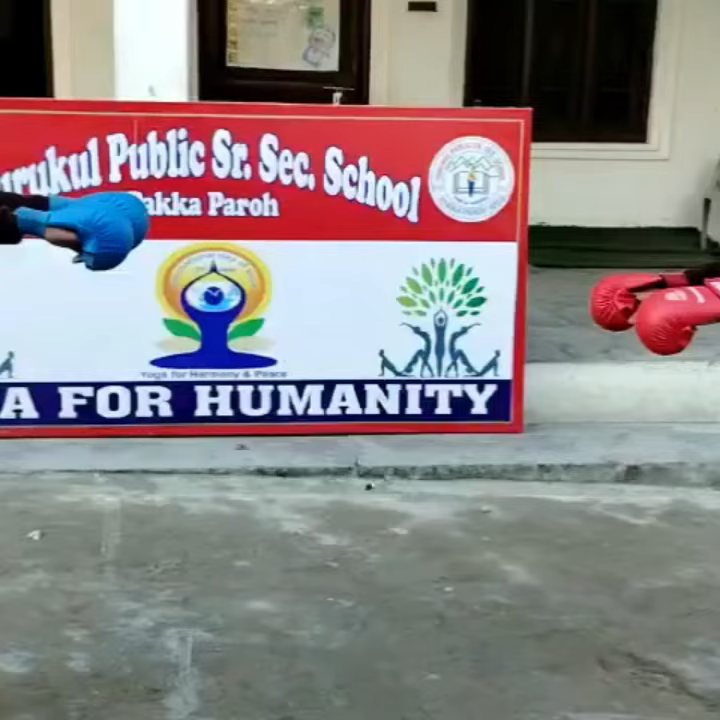 urukul Public Sr. Sec. School
akka Paroh
Yoga for Harmony & Peace
A FOR HUMANITY